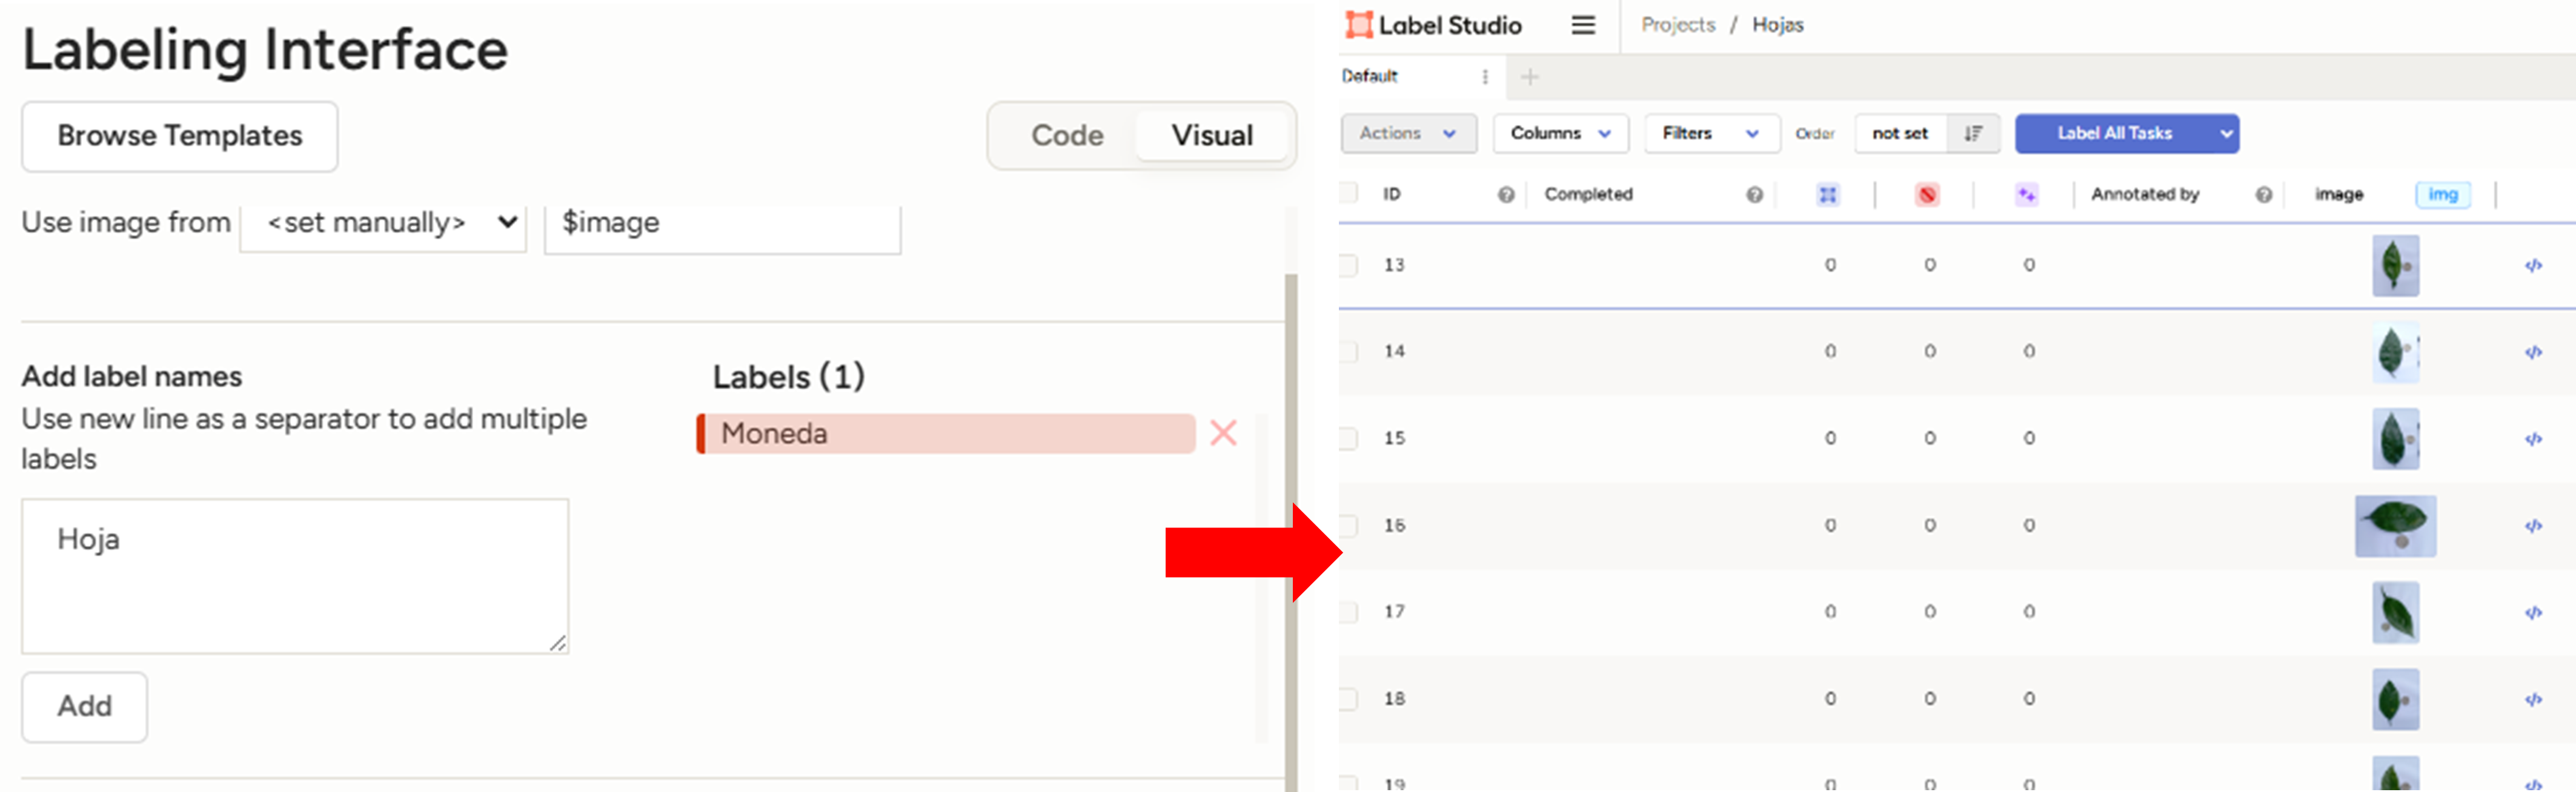 Labeling Interface
Browse Templates
Code Visual
Use image from <set manually> $image
Add label names
Use new line as a separator to add multiple
labels
Hoja
Add
Labels (1)
Moneda
Label Studio Projects / Hojas
Default
Actions Columns Filters Order not set Label All Tasks
ID Completed Annotated by image img
13 0 0 0 </>
14 0 0 0 </>
15 0 0 0 </>
16 0 0 0 </>
17 0 0 0 </>
18 0 0 0 </>
19 0 0 0 </>